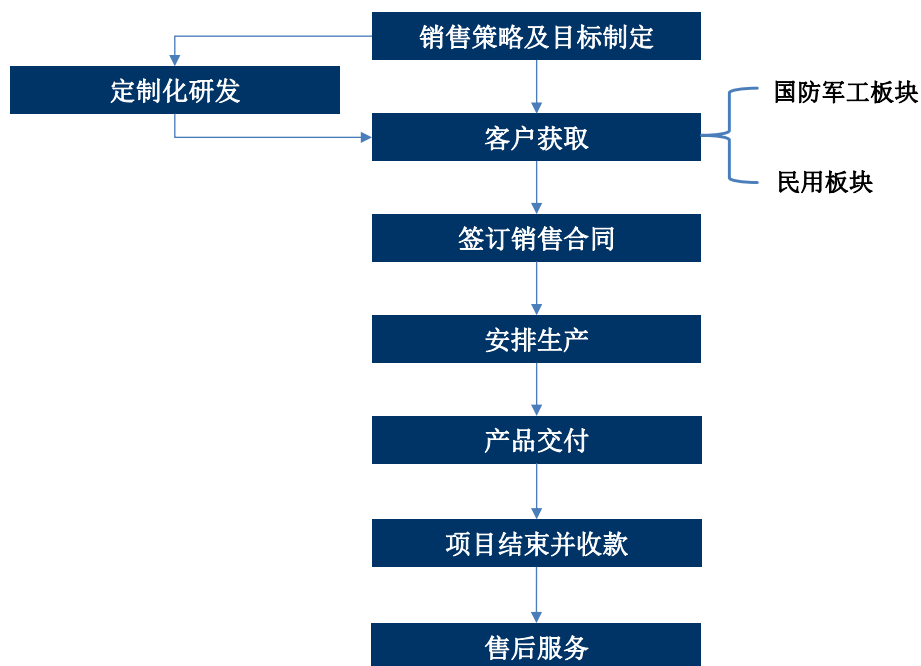 销售策略及目标制定
定制化研发
国防军工板块
客户获取
民用板块
签订销售合同
安排生产
产品交付
项目结束并收款
售后服务